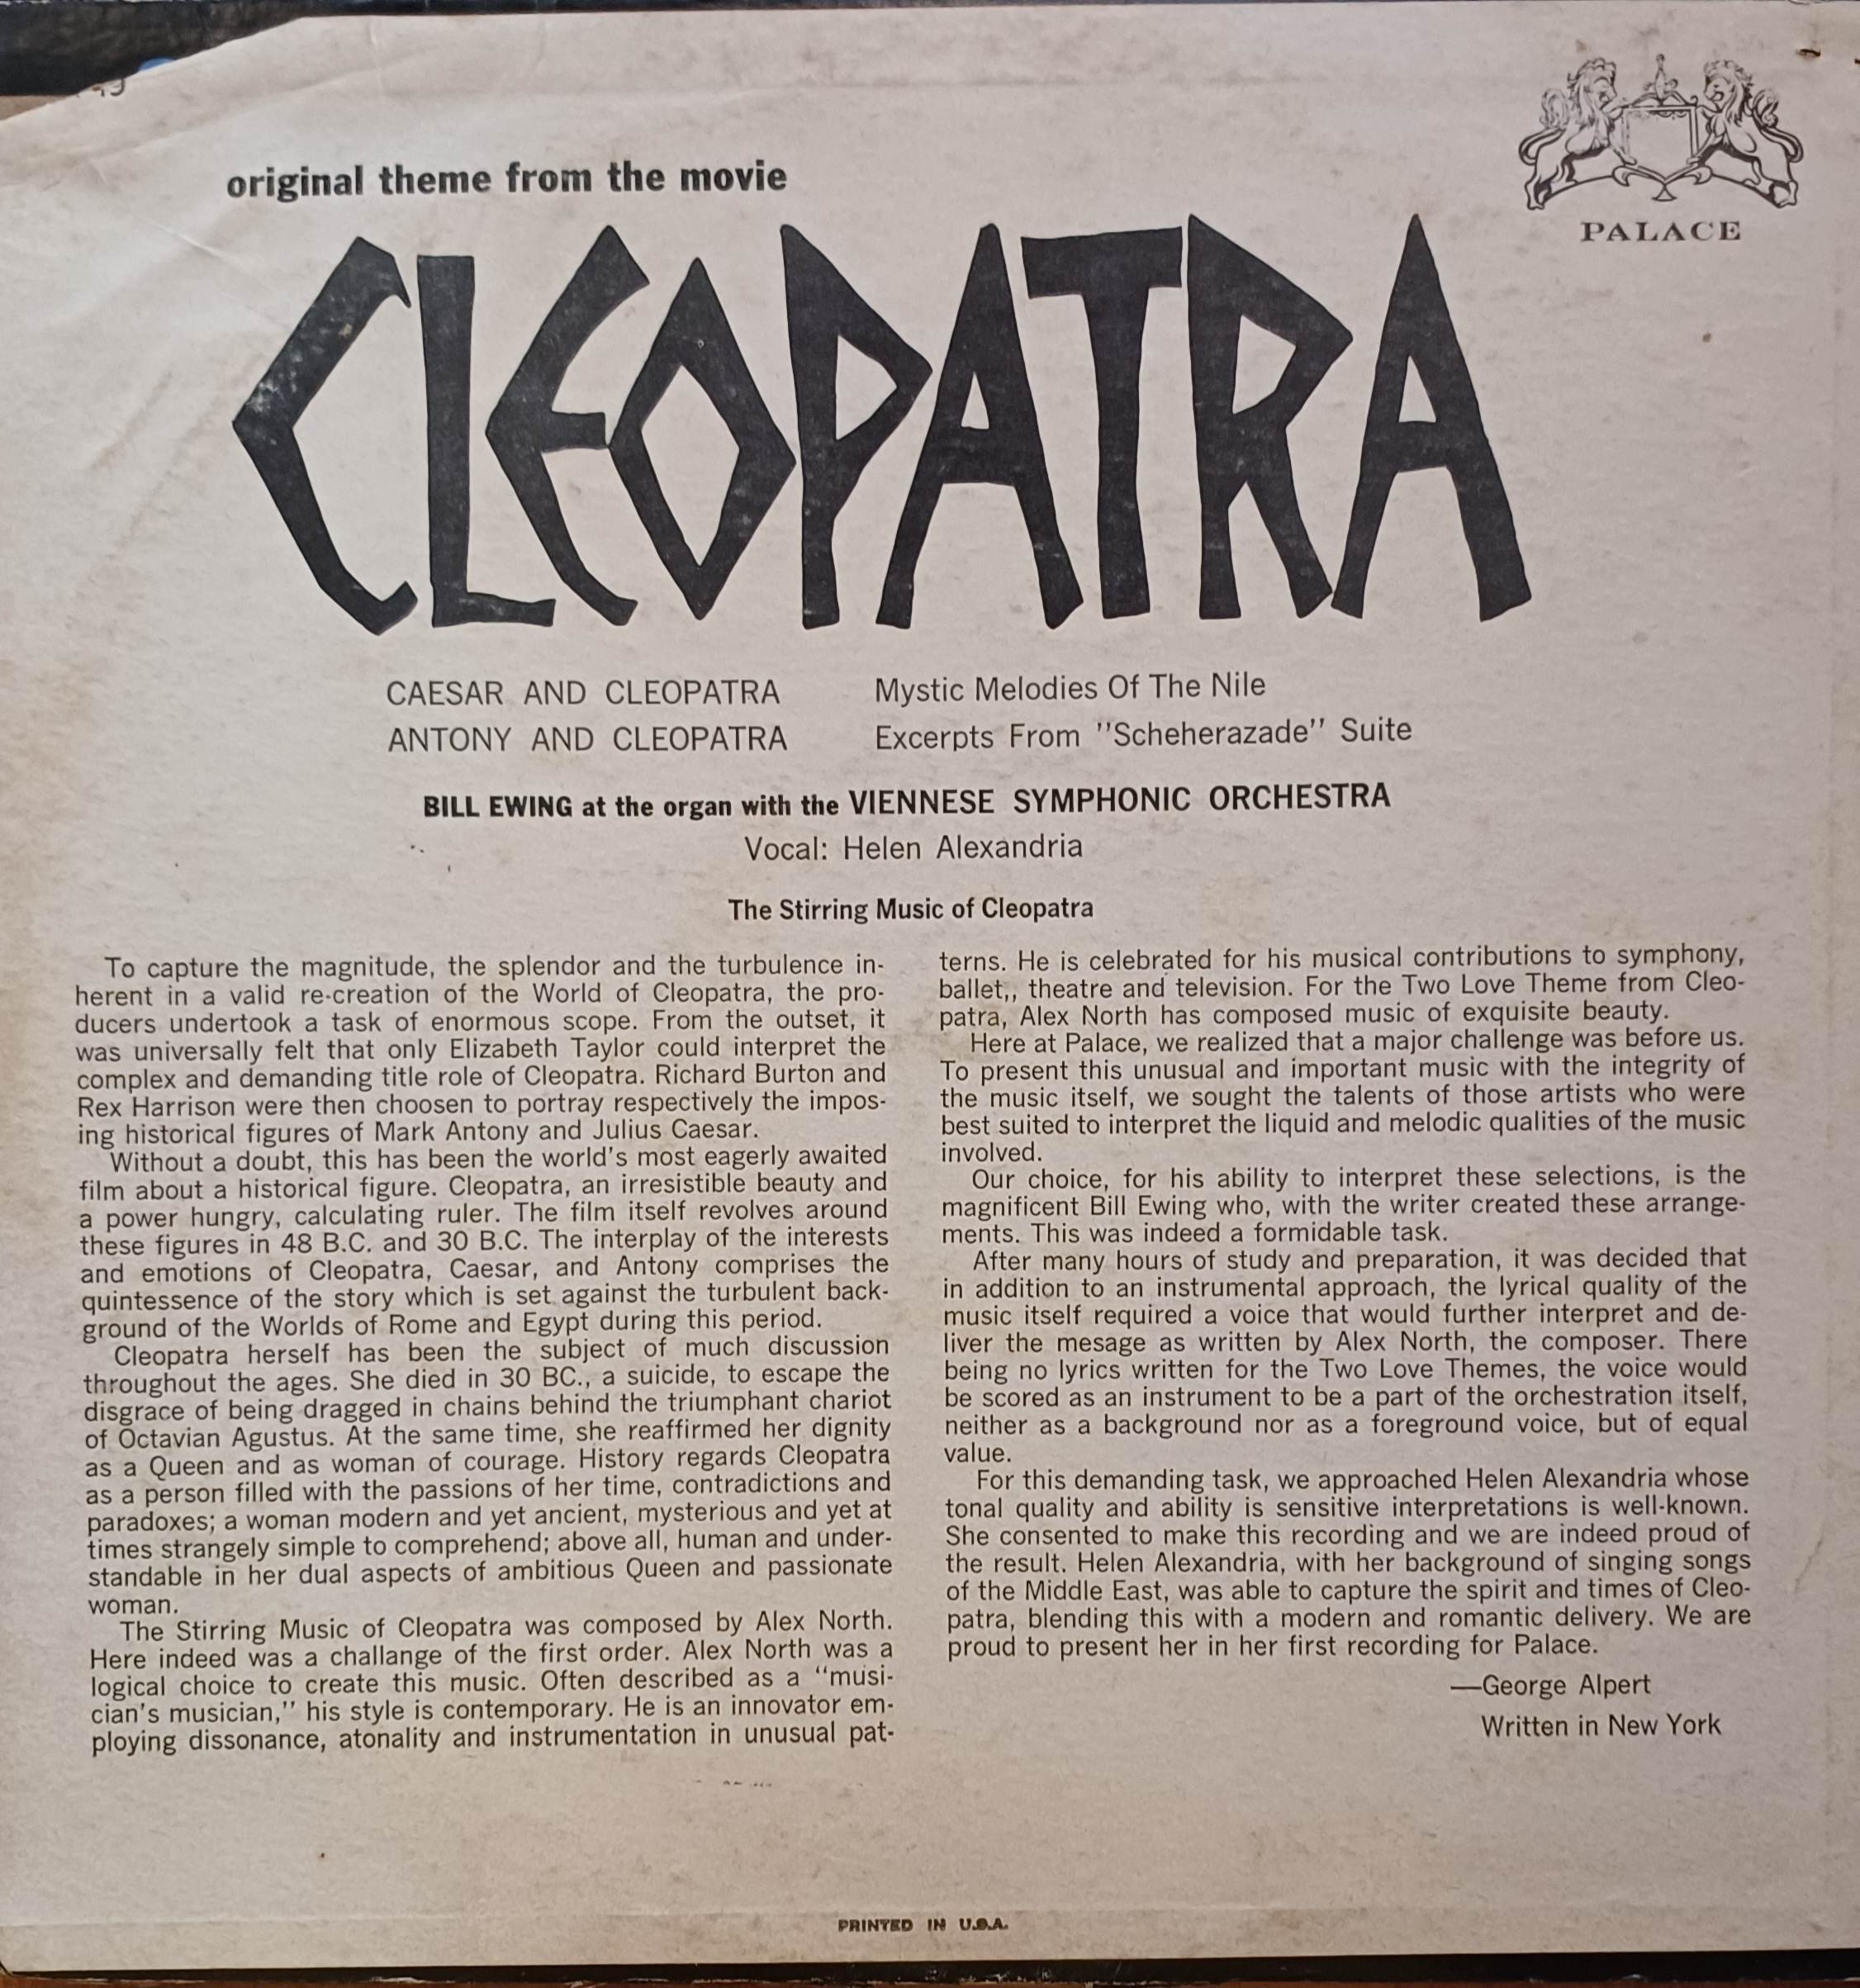 original theme from the movie
PALACE
CLEOPATRA
CAESAR AND CLEOPATRA
ANTONY AND CLEOPATRA
Mystic Melodies Of The Nile
Excerpts From "Scheherazade" Suite
BILL EWING at the organ with the VIENNESE SYMPHONIC ORCHESTRA
Vocal: Helen Alexandria
The Stirring Music of Cleopatra
To capture the magnitude, the splendor and the turbulence in-
herent in a valid re-creation of the World of Cleopatra, the pro-
ducers undertook a task of enormous scope. From the outset, it
was universally felt that only Elizabeth Taylor could interpret the
complex and demanding title role of Cleopatra. Richard Burton and
Rex Harrison were then choosen to portray respectively the impos-
ing historical figures of Mark Antony and Julius Caesar.
Without a doubt, this has been the world's most eagerly awaited
film about a historical figure. Cleopatra, an irresistible beauty and
a power hungry, calculating ruler. The film itself revolves around
these figures in 48 B.C. and 30 B.C. The interplay of the interests
and emotions of Cleopatra, Caesar, and Antony comprises the
quintessence of the story which is set against the turbulent back-
ground of the Worlds of Rome and Egypt during this period.
Cleopatra herself has been the subject of much discussion
throughout the ages. She died in 30 BC., a suicide, to escape the
disgrace of being dragged in chains behind the triumphant chariot
of Octavian Agustus. At the same time, she reaffirmed her dignity
as a Queen and as woman of courage. History regards Cleopatra
as a person filled with the passions of her time, contradictions and
paradoxes; a woman modern and yet ancient, mysterious and yet at
times strangely simple to comprehend; above all, human and under-
standable in her dual aspects of ambitious Queen and passionate
woman.
The Stirring Music of Cleopatra was composed by Alex North.
Here indeed was a challange of the first order. Alex North was a
logical choice to create this music. Often described as a "musi-
cian's musician," his style is contemporary. He is an innovator em-
ploying dissonance, atonality and instrumentation in unusual pat-
terns. He is celebrated for his musical contributions to symphony,
ballet,, theatre and television. For the Two Love Theme from Cleo-
patra, Alex North has composed music of exquisite beauty.
Here at Palace, we realized that a major challenge was before us.
To present this unusual and important music with the integrity of
the music itself, we sought the talents of those artists who were
best suited to interpret the liquid and melodic qualities of the music
involved.
Our choice, for his ability to interpret these selections, is the
magnificent Bill Ewing who, with the writer created these arrange-
ments. This was indeed a formidable task.
After many hours of study and preparation, it was decided that
in addition to an instrumental approach, the lyrical quality of the
music itself required a voice that would further interpret and de-
liver the mesage as written by Alex North, the composer. There
being no lyrics written for the Two Love Themes, the voice would
be scored as an instrument to be a part of the orchestration itself,
neither as a background nor as a foreground voice, but of equal
value.
For this demanding task, we approached Helen Alexandria whose
tonal quality and ability is sensitive interpretations is well-known.
She consented to make this recording and we are indeed proud of
the result. Helen Alexandria, with her background of singing songs
of the Middle East, was able to capture the spirit and times of Cleo-
patra, blending this with a modern and romantic delivery. We are
proud to present her in her first recording for Palace.
—George Alpert
Written in New York
PRINTED IN U.S.A.